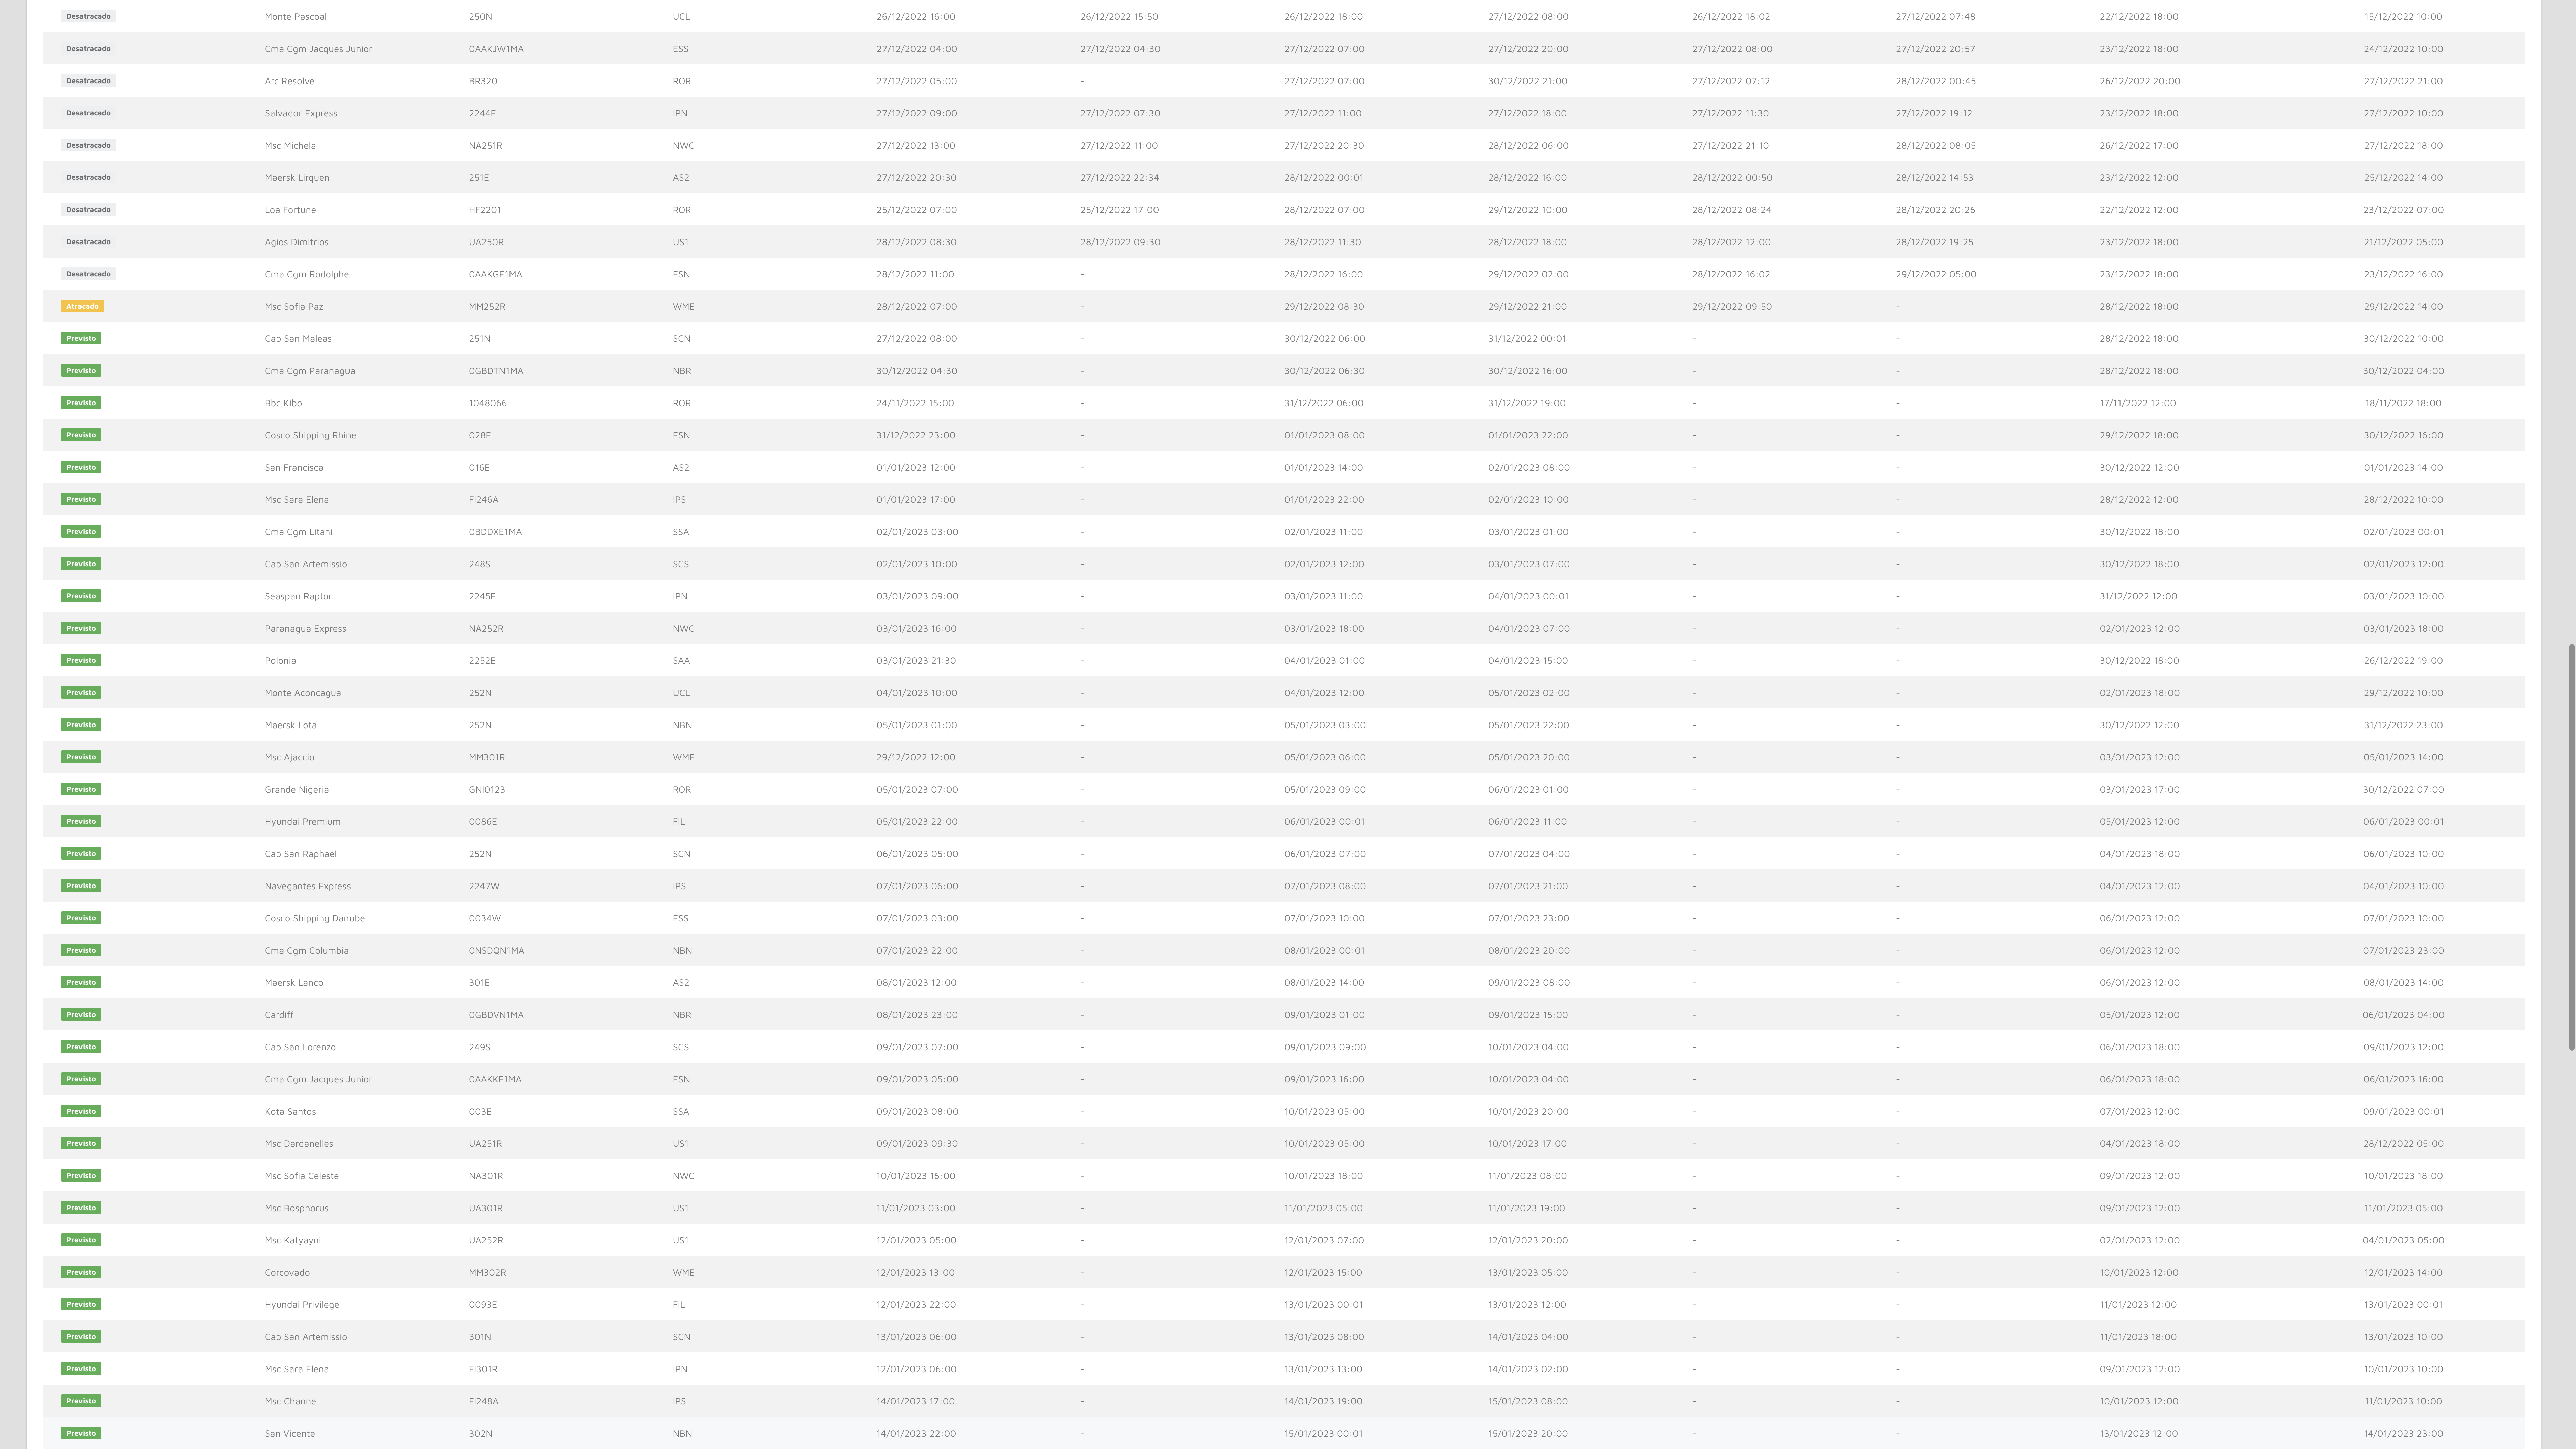 Desatracado Monte Pascoal 250N UCL 26/12/2022 16:00 26/12/2022 15:50 26/12/2022 18:00 27/12/2022 08:00 26/12/2022 18:02 27/12/2022 07:48 22/12/2022 18:00 15/12/2022 10:00
Desatracado Cma Cgm Jacques Junior 0AAKJW1MA ESS 27/12/2022 04:00 27/12/2022 04:30 27/12/2022 07:00 27/12/2022 20:00 27/12/2022 08:00 27/12/2022 20:57 23/12/2022 18:00 24/12/2022 10:00
Desatracado Arc Resolve BR320 ROR 27/12/2022 05:00 - 27/12/2022 07:00 30/12/2022 21:00 27/12/2022 07:12 28/12/2022 00:45 26/12/2022 20:00 27/12/2022 21:00
Desatracado Salvador Express 2244E IPN 27/12/2022 09:00 27/12/2022 07:30 27/12/2022 11:00 27/12/2022 18:00 27/12/2022 11:30 27/12/2022 19:12 23/12/2022 18:00 27/12/2022 10:00
Desatracado Msc Michela NA251R NWC 27/12/2022 13:00 27/12/2022 11:00 27/12/2022 20:30 28/12/2022 06:00 27/12/2022 21:10 28/12/2022 08:05 26/12/2022 17:00 27/12/2022 18:00
Desatracado Maersk Lirquen 251E AS2 27/12/2022 20:30 27/12/2022 22:34 28/12/2022 00:01 28/12/2022 16:00 28/12/2022 00:50 28/12/2022 14:53 23/12/2022 12:00 25/12/2022 14:00
Desatracado Loa Fortune HF2201 ROR 25/12/2022 07:00 25/12/2022 17:00 28/12/2022 07:00 29/12/2022 10:00 28/12/2022 08:24 28/12/2022 20:26 22/12/2022 12:00 23/12/2022 07:00
Desatracado Agios Dimitrios UA250R US1 28/12/2022 08:30 28/12/2022 09:30 28/12/2022 11:30 28/12/2022 18:00 28/12/2022 12:00 28/12/2022 19:25 23/12/2022 18:00 21/12/2022 05:00
Desatracado Cma Cgm Rodolphe 0AAKGE1MA ESN 28/12/2022 11:00 - 28/12/2022 16:00 29/12/2022 02:00 28/12/2022 16:02 29/12/2022 05:00 23/12/2022 18:00 23/12/2022 16:00
Atracado Msc Sofia Paz MM252R WME 28/12/2022 07:00 - 29/12/2022 08:30 29/12/2022 21:00 29/12/2022 09:50 - 28/12/2022 18:00 29/12/2022 14:00
Previsto Cap San Maleas 251N SCN 27/12/2022 08:00 - 30/12/2022 06:00 31/12/2022 00:01 - - 28/12/2022 18:00 30/12/2022 10:00
Previsto Cma Cgm Paranagua 0GBDTN1MA NBR 30/12/2022 04:30 - 30/12/2022 06:30 30/12/2022 16:00 - - 28/12/2022 18:00 30/12/2022 04:00
Previsto Bbc Kibo 1048066 ROR 24/11/2022 15:00 - 31/12/2022 06:00 31/12/2022 19:00 - - 17/11/2022 12:00 18/11/2022 18:00
Previsto Cosco Shipping Rhine 028E ESN 31/12/2022 23:00 - 01/01/2023 08:00 01/01/2023 22:00 - - 29/12/2022 18:00 30/12/2022 16:00
Previsto San Francisca 016E AS2 01/01/2023 12:00 - 01/01/2023 14:00 02/01/2023 08:00 - - 30/12/2022 12:00 01/01/2023 14:00
Previsto Msc Sara Elena FI246A IPS 01/01/2023 17:00 - 01/01/2023 22:00 02/01/2023 10:00 - - 28/12/2022 12:00 28/12/2022 10:00
Previsto Cma Cgm Litani 0BDDXE1MA SSA 02/01/2023 03:00 - 02/01/2023 11:00 03/01/2023 01:00 - - 30/12/2022 18:00 02/01/2023 00:01
Previsto Cap San Artemissio 248S SCS 02/01/2023 10:00 - 02/01/2023 12:00 03/01/2023 07:00 - - 30/12/2022 18:00 02/01/2023 12:00
Previsto Seaspan Raptor 2245E IPN 03/01/2023 09:00 - 03/01/2023 11:00 04/01/2023 00:01 - - 31/12/2022 12:00 03/01/2023 10:00
Previsto Paranagua Express NA252R NWC 03/01/2023 16:00 - 03/01/2023 18:00 04/01/2023 07:00 - - 02/01/2023 12:00 03/01/2023 18:00
Previsto Polonia 2252E SAA 03/01/2023 21:30 - 04/01/2023 01:00 04/01/2023 15:00 - - 30/12/2022 18:00 26/12/2022 19:00
Previsto Monte Aconcagua 252N UCL 04/01/2023 10:00 - 04/01/2023 12:00 05/01/2023 02:00 - - 02/01/2023 18:00 29/12/2022 10:00
Previsto Maersk Lota 252N NBN 05/01/2023 01:00 - 05/01/2023 03:00 05/01/2023 22:00 - - 30/12/2022 12:00 31/12/2022 23:00
Previsto Msc Ajaccio MM301R WME 29/12/2022 12:00 - 05/01/2023 06:00 05/01/2023 20:00 - - 03/01/2023 12:00 05/01/2023 14:00
Previsto Grande Nigeria GNI0123 ROR 05/01/2023 07:00 - 05/01/2023 09:00 06/01/2023 01:00 - - 03/01/2023 17:00 30/12/2022 07:00
Previsto Hyundai Premium 0086E FIL 05/01/2023 22:00 - 06/01/2023 00:01 06/01/2023 11:00 - - 05/01/2023 12:00 06/01/2023 00:01
Previsto Cap San Raphael 252N SCN 06/01/2023 05:00 - 06/01/2023 07:00 07/01/2023 04:00 - - 04/01/2023 18:00 06/01/2023 10:00
Previsto Navegantes Express 2247W IPS 07/01/2023 06:00 - 07/01/2023 08:00 07/01/2023 21:00 - - 04/01/2023 12:00 04/01/2023 10:00
Previsto Cosco Shipping Danube 0034W ESS 07/01/2023 03:00 - 07/01/2023 10:00 07/01/2023 23:00 - - 06/01/2023 12:00 07/01/2023 10:00
Previsto Cma Cgm Columbia 0NSDQN1MA NBN 07/01/2023 22:00 - 08/01/2023 00:01 08/01/2023 20:00 - - 06/01/2023 12:00 07/01/2023 23:00
Previsto Maersk Lanco 301E AS2 08/01/2023 12:00 - 08/01/2023 14:00 09/01/2023 08:00 - - 06/01/2023 12:00 08/01/2023 14:00
Previsto Cardiff 0GBDVN1MA NBR 08/01/2023 23:00 - 09/01/2023 01:00 09/01/2023 15:00 - - 05/01/2023 12:00 06/01/2023 04:00
Previsto Cap San Lorenzo 249S SCS 09/01/2023 07:00 - 09/01/2023 09:00 10/01/2023 04:00 - - 06/01/2023 18:00 09/01/2023 12:00
Previsto Cma Cgm Jacques Junior 0AAKKE1MA ESN 09/01/2023 05:00 - 09/01/2023 16:00 10/01/2023 04:00 - - 06/01/2023 18:00 06/01/2023 16:00
Previsto Kota Santos 003E SSA 09/01/2023 08:00 - 10/01/2023 05:00 10/01/2023 20:00 - - 07/01/2023 12:00 09/01/2023 00:01
Previsto Msc Dardanelles UA251R US1 09/01/2023 09:30 - 10/01/2023 05:00 10/01/2023 17:00 - - 04/01/2023 18:00 28/12/2022 05:00
Previsto Msc Sofia Celeste NA301R NWC 10/01/2023 16:00 - 10/01/2023 18:00 11/01/2023 08:00 - - 09/01/2023 12:00 10/01/2023 18:00
Previsto Msc Bosphorus UA301R US1 11/01/2023 03:00 - 11/01/2023 05:00 11/01/2023 19:00 - - 09/01/2023 12:00 11/01/2023 05:00
Previsto Msc Katyayni UA252R US1 12/01/2023 05:00 - 12/01/2023 07:00 12/01/2023 20:00 - - 02/01/2023 12:00 04/01/2023 05:00
Previsto Corcovado MM302R WME 12/01/2023 13:00 - 12/01/2023 15:00 13/01/2023 05:00 - - 10/01/2023 12:00 12/01/2023 14:00
Previsto Hyundai Privilege 0093E FIL 12/01/2023 22:00 - 13/01/2023 00:01 13/01/2023 12:00 - - 11/01/2023 12:00 13/01/2023 00:01
Previsto Cap San Artemissio 301N SCN 13/01/2023 06:00 - 13/01/2023 08:00 14/01/2023 04:00 - - 11/01/2023 18:00 13/01/2023 10:00
Previsto Msc Sara Elena FI301R IPN 12/01/2023 06:00 - 13/01/2023 13:00 14/01/2023 02:00 - - 09/01/2023 12:00 10/01/2023 10:00
Previsto Msc Channe FI248A IPS 14/01/2023 17:00 - 14/01/2023 19:00 15/01/2023 08:00 - - 10/01/2023 12:00 11/01/2023 10:00
Previsto San Vicente 302N NBN 14/01/2023 22:00 - 15/01/2023 00:01 15/01/2023 20:00 - - 13/01/2023 12:00 14/01/2023 23:00